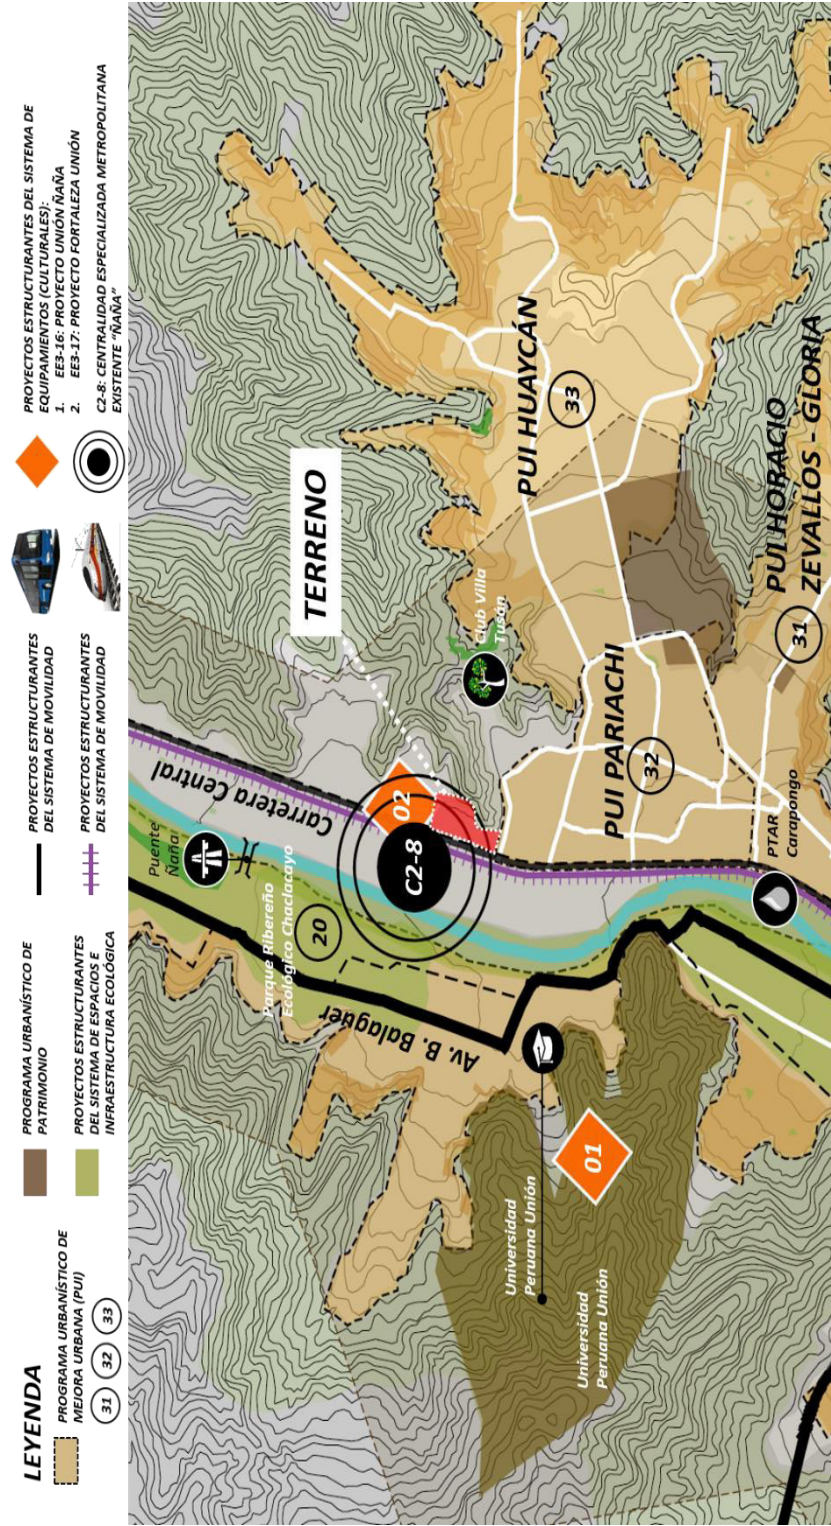 LEYENDA
PROGRAMA URBANÍSTICO DE
MEJORA URBANA (PUI)
31 32 33
PROGRAMA URBANÍSTICO DE
PATRIMONIO
PROYECTOS ESTRUCTURANTES
DEL SISTEMA DE ESPACIOS E
INFRAESTRUCTURA ECOLÓGICA
PROYECTOS ESTRUCTURANTES
DEL SISTEMA DE MOVILIDAD
PROYECTOS ESTRUCTURANTES
DEL SISTEMA DE MOVILIDAD
PROYECTOS ESTRUCTURANTES DEL SISTEMA DE
EQUIPAMIENTOS (CULTURALES):
1. EE3-16: PROYECTO UNIÓN ÑAÑA
2. EE3-17: PROYECTO FORTALEZA UNIÓN
C2-8: CENTRALIDAD ESPECIALIZADA METROPOLITANA
EXISTENTE “ÑAÑA”
Puente
Ñaña
Carretera Central
Parque Ribereño
Ecológico Chaclacayo
20
Av. B. Balaguer
C2-8
02
TERRENO
Club Villa
Tusán
PUI HUAYCÁN
33
PUI PARIACHI
32
PUI HORACIO
ZEVALLOS - GLORIA
31
PTAR
Carapongo
Universidad
Peruana Unión
01
Universidad
Peruana Unión